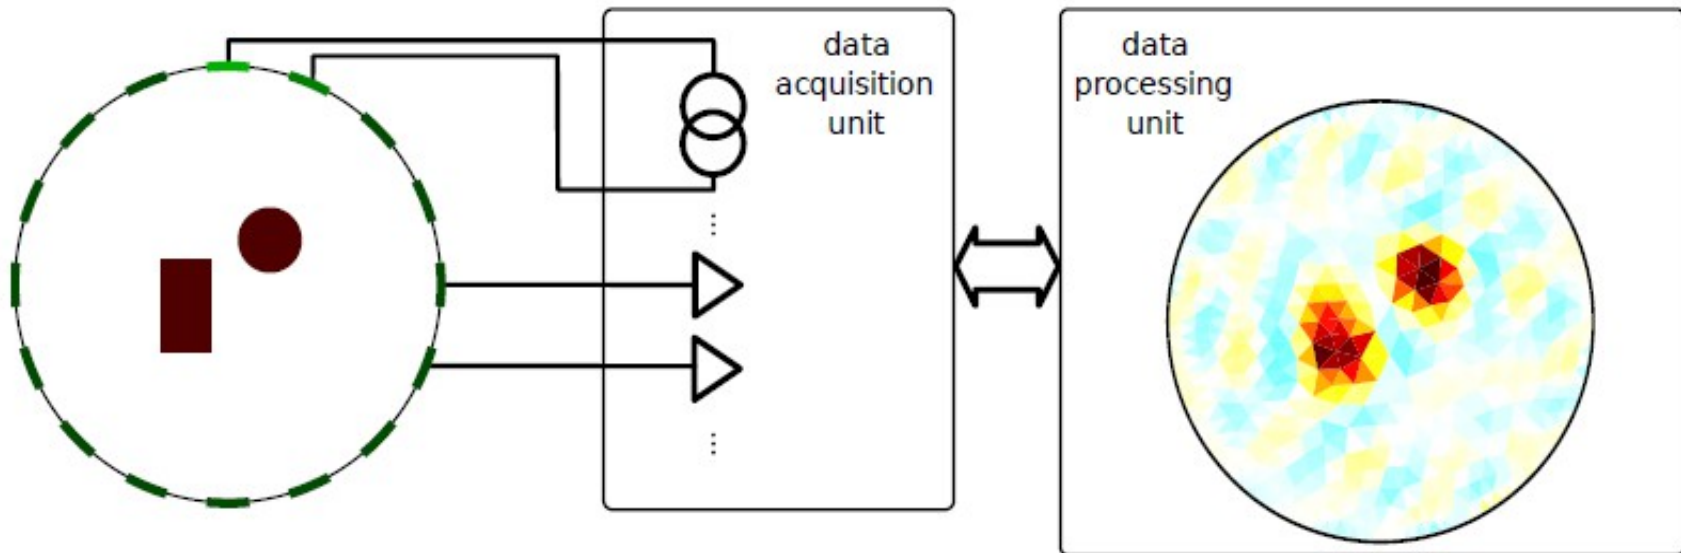 data
acquisition
unit
data
processing
unit